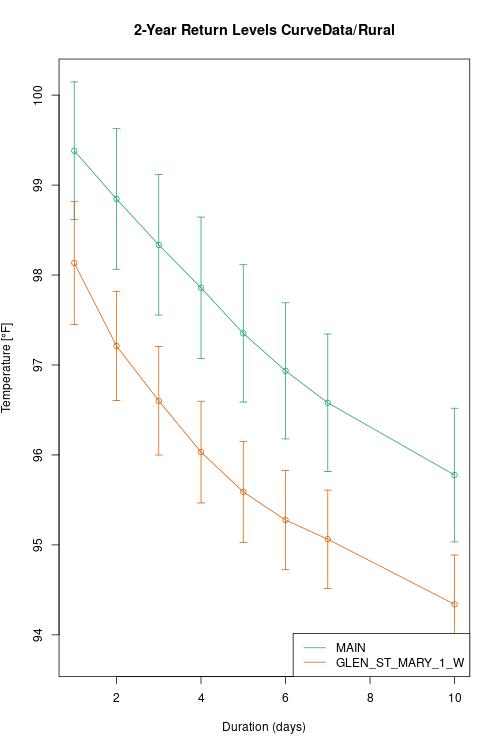 2-Year Return Levels CurveData/Rural
100
99
98
97
96
95
94
Temperature [°F]
2
4
6
8
10
Duration (days)
MAIN
GLEN_ST_MARY_1_W